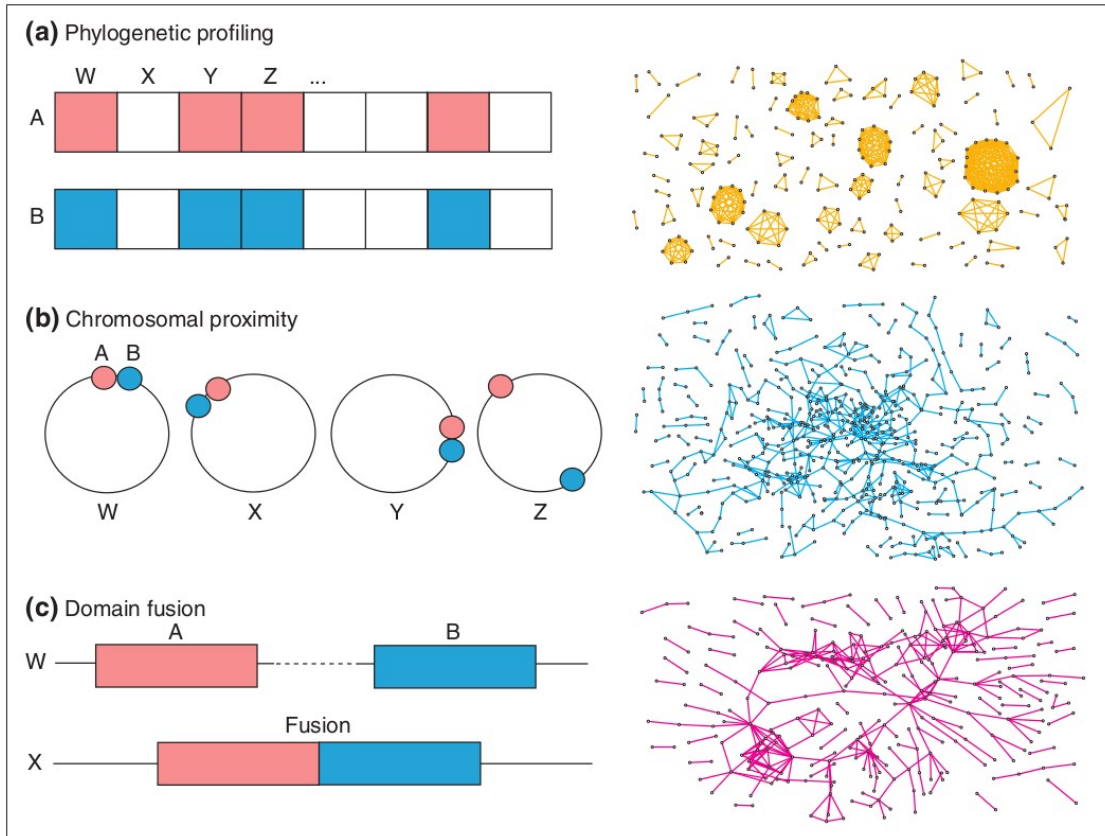 (a) Phylogenetic profiling
W X Y Z ...
A
B
(b) Chromosomal proximity
A B
W X Y Z
(c) Domain fusion
A B
W
Fusion
X